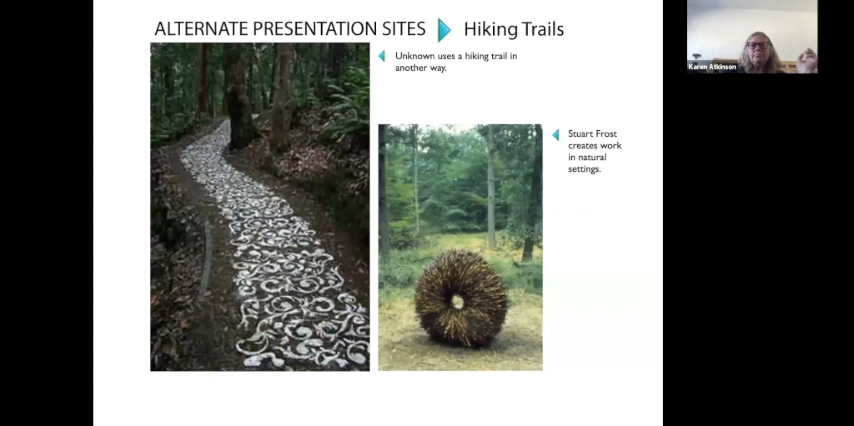 ALTERNATE PRESENTATION SITES Hiking Trails
Unknown uses a hiking trail in
another way.
Stuart Frost
creates work
in natural
settings.
Karen Atkinson